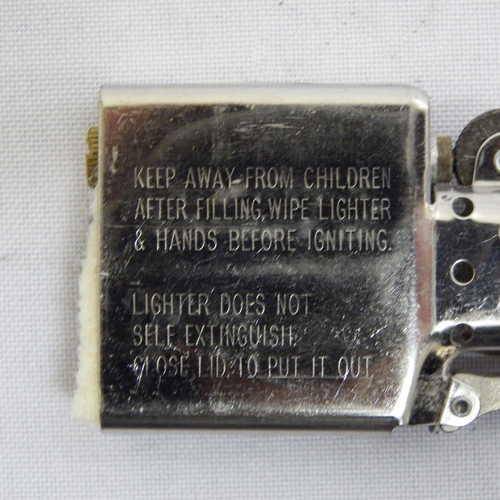 KEEP AWAY FROM CHILDREN
AFTER FILLING, WIPE LIGHTER
& HANDS BEFORE IGNITING.
LIGHTER DOES NOT
SELF EXTINGUISH
CLOSE LID TO PUT IT OUT